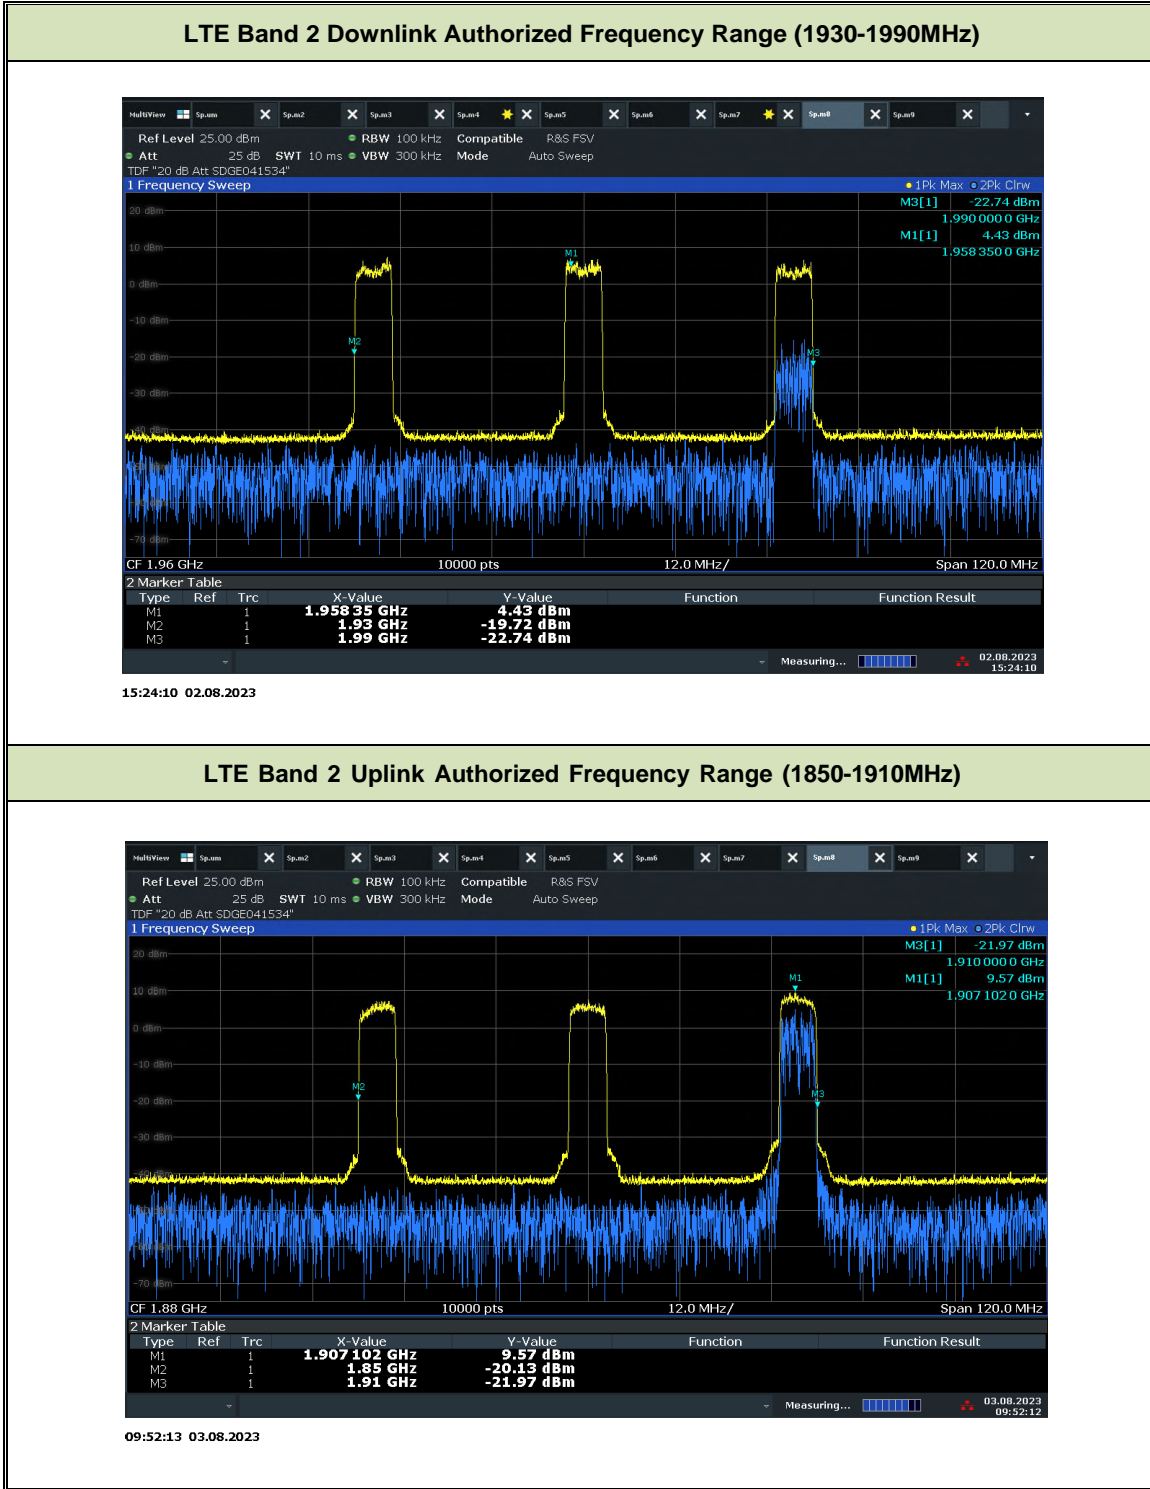 LTE Band 2 Downlink Authorized Frequency Range (1930-1990MHz)
MultiView Sp.um Sp.m2 Sp.m3 Sp.m4 Sp.m5 Sp.m6 Sp.m7 Sp.m8 Sp.m9
Ref Level 25.00 dBm RBW 100 kHz Compatible R&S FSV
Att 25 dB SWT 10 ms VBW 300 kHz Mode Auto Sweep
TDF "20 dB Att SDGE041534"
1 Frequency Sweep 1Pk Max 2Pk Clrw
M3[1] -22.74 dBm
1.9900000 GHz
M1[1] 4.43 dBm
1.9583500 GHz
20 dBm
10 dBm
M1
0 dBm
-10 dBm
M2
-20 dBm
M3
-30 dBm
-70 dBm
CF 1.96 GHz 10000 pts 12.0 MHz/ Span 120.0 MHz
2 Marker Table
Type Ref Trc X-Value Y-Value Function Function Result
M1 1 1.95835 GHz 4.43 dBm
M2 1 1.93 GHz -19.72 dBm
M3 1 1.99 GHz -22.74 dBm
Measuring... 02.08.2023
15:24:10
15:24:10 02.08.2023
LTE Band 2 Uplink Authorized Frequency Range (1850-1910MHz)
MultiView Sp.um Sp.m2 Sp.m3 Sp.m4 Sp.m5 Sp.m6 Sp.m7 Sp.m8 Sp.m9
Ref Level 25.00 dBm RBW 100 kHz Compatible R&S FSV
Att 25 dB SWT 10 ms VBW 300 kHz Mode Auto Sweep
TDF "20 dB Att SDGE041534"
1 Frequency Sweep 1Pk Max 2Pk Clrw
M3[1] -21.97 dBm
1.9100000 GHz
M1[1] 9.57 dBm
1.9071020 GHz
20 dBm
M1
10 dBm
0 dBm
-10 dBm
M2
M3
-20 dBm
-30 dBm
-70 dBm
CF 1.88 GHz 10000 pts 12.0 MHz/ Span 120.0 MHz
2 Marker Table
Type Ref Trc X-Value Y-Value Function Function Result
M1 1 1.907102 GHz 9.57 dBm
M2 1 1.85 GHz -20.13 dBm
M3 1 1.91 GHz -21.97 dBm
Measuring... 03.08.2023
09:52:12
09:52:13 03.08.2023